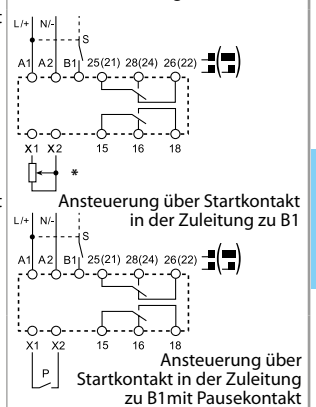 L/+ N/-
S
A1 A2 B1 25(21) 28(24) 26(22)
X1 X2 15 16 18
*
Ansteuerung über Startkontakt
in der Zuleitung zu B1
L/+ N/-
S
A1 A2 B1 25(21) 28(24) 26(22)
X1 X2 15 16 18
P
Ansteuerung über
Startkontakt in der Zuleitung
zu B1mit Pausekontakt